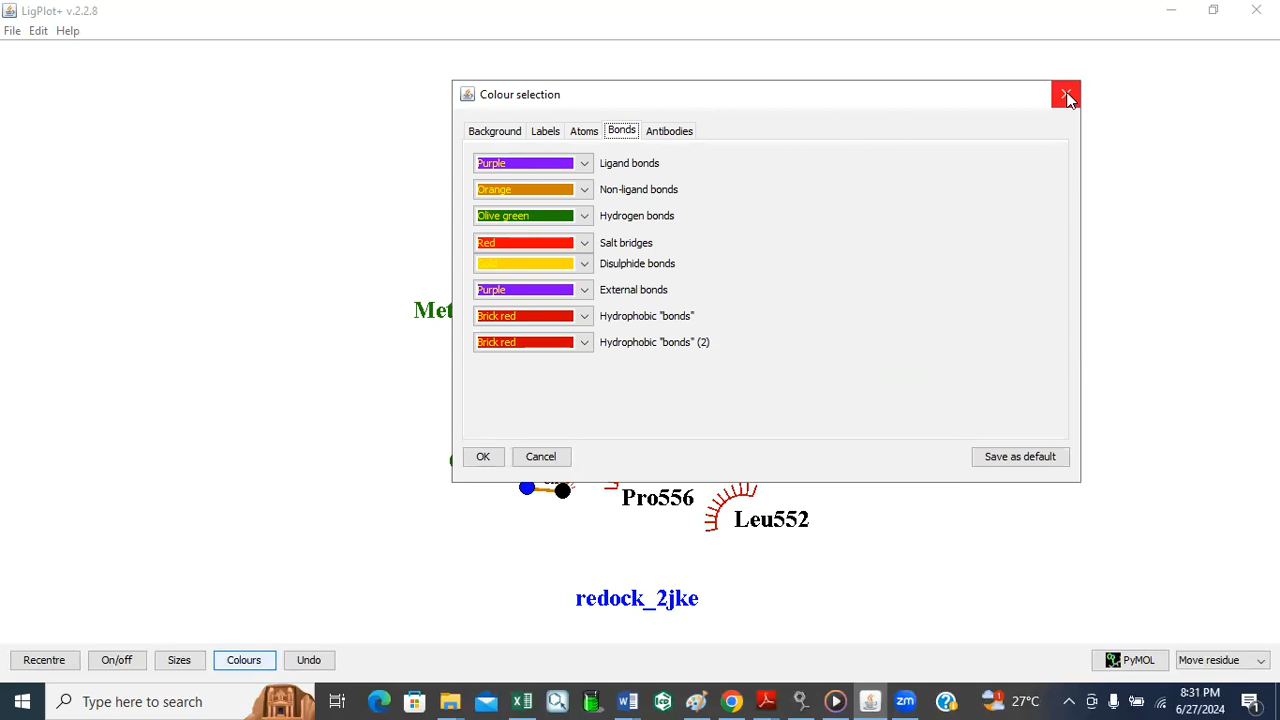 LigPlot+ v.2.2.8
File Edit Help
Colour selection
Background Labels Atoms Bonds Antibodies
Purple Ligand bonds
Orange Non-ligand bonds
Olive green Hydrogen bonds
Red Salt bridges
Disulphide bonds
Purple External bonds
Brick red Hydrophobic "bonds"
Brick red Hydrophobic "bonds" (2)
Met
OK Cancel Save as default
Pro556
Leu552
redock_2jke
Recentre On/off Sizes Colours Undo PyMOL Move residue
Type here to search 27°C 8:31 PM
6/27/2024